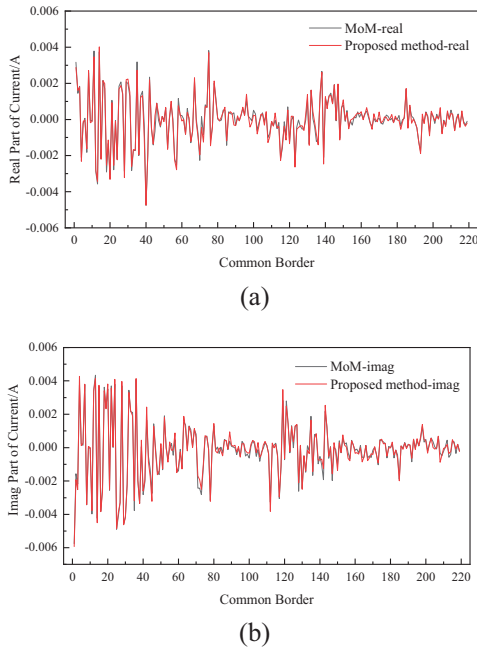 MoM-real
Proposed method-real
0.006
0.004
0.002
0.000
-0.002
-0.004
-0.006
Real Part of Current/A
0 20 40 60 80 100 120 140 160 180 200 220
Common Border
(a)
MoM-imag
Proposed method-imag
0.006
0.004
0.002
0.000
-0.002
-0.004
-0.006
Imag Part of Current/A
0 20 40 60 80 100 120 140 160 180 200 220
Common Border
(b)